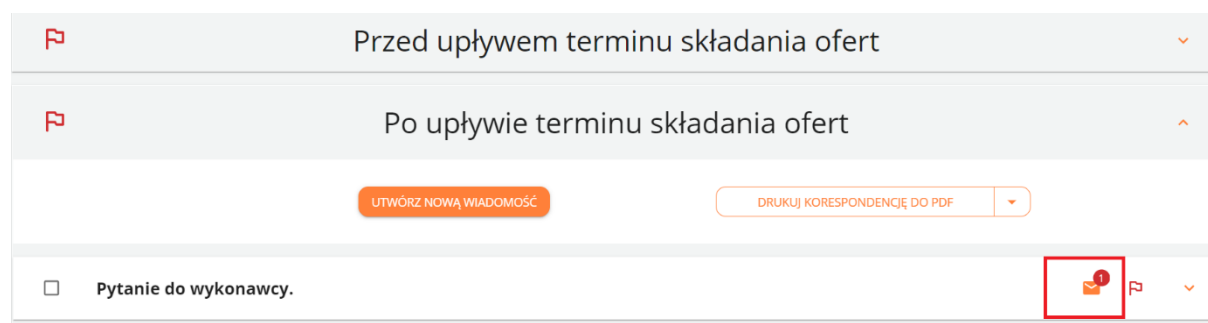 Przed upływem terminu składania ofert
Po upływie terminu składania ofert
UTWÓRZ NOWĄ WIADOMOŚĆ DRUKUJ KORESPONDENCJĘ DO PDF
Pytanie do wykonawcy. 1